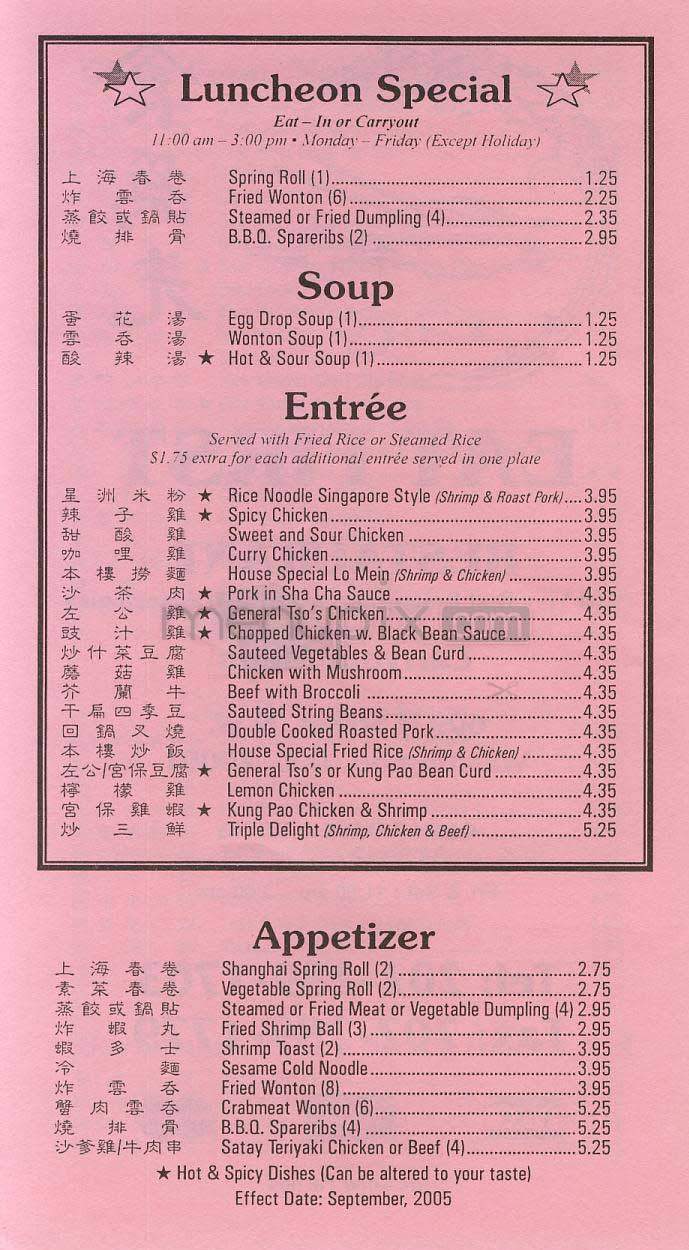 Luncheon Special
Eat – In or Carryout
11:00 am – 3:00 pm • Monday – Friday (Except Holiday)
上海春卷 Spring Roll (1) 1.25
炸雲吞 Fried Wonton (6) 2.25
蒸餃或鍋貼 Steamed or Fried Dumpling (4) 2.35
燒排骨 B.B.Q. Spareribs (2) 2.95
Soup
蛋花湯 Egg Drop Soup (1) 1.25
雲吞湯 Wonton Soup (1) 1.25
酸辣湯 ★ Hot & Sour Soup (1) 1.25
Entrée
Served with Fried Rice or Steamed Rice
$1.75 extra for each additional entrée served in one plate
星洲米粉 ★ Rice Noodle Singapore Style (Shrimp & Roast Pork) 3.95
辣子雞 ★ Spicy Chicken 3.95
甜酸雞 Sweet and Sour Chicken 3.95
咖哩雞 Curry Chicken 3.95
本樓撈麵 House Special Lo Mein (Shrimp & Chicken) 3.95
沙茶肉 ★ Pork in Sha Cha Sauce 4.35
左公雞 ★ General Tso's Chicken 4.35
豉汁雞 ★ Chopped Chicken w. Black Bean Sauce 4.35
炒什菜豆腐 Sauteed Vegetables & Bean Curd 4.35
蘑菇雞 Chicken with Mushroom 4.35
芥蘭牛 Beef with Broccoli 4.35
干扁四季豆 Sauteed String Beans 4.35
回鍋叉燒 Double Cooked Roasted Pork 4.35
本樓炒飯 House Special Fried Rice (Shrimp & Chicken) 4.35
左公/宮保豆腐 ★ General Tso's or Kung Pao Bean Curd 4.35
檸檬雞 Lemon Chicken 4.35
宮保雞蝦 ★ Kung Pao Chicken & Shrimp 4.35
炒三鮮 Triple Delight (Shrimp, Chicken & Beef) 5.25
Appetizer
上海春卷 Shanghai Spring Roll (2) 2.75
素菜春卷 Vegetable Spring Roll (2) 2.75
蒸餃或鍋貼 Steamed or Fried Meat or Vegetable Dumpling (4) 2.95
炸蝦丸 Fried Shrimp Ball (3) 2.95
蝦多士 Shrimp Toast (2) 3.95
冷麵 Sesame Cold Noodle 3.95
炸雲吞 Fried Wonton (8) 3.95
蟹肉雲吞 Crabmeat Wonton (6) 5.25
燒排骨 B.B.Q. Spareribs (4) 5.25
沙爹雞/牛肉串 Satay Teriyaki Chicken or Beef (4) 5.25
★ Hot & Spicy Dishes (Can be altered to your taste)
Effect Date: September, 2005